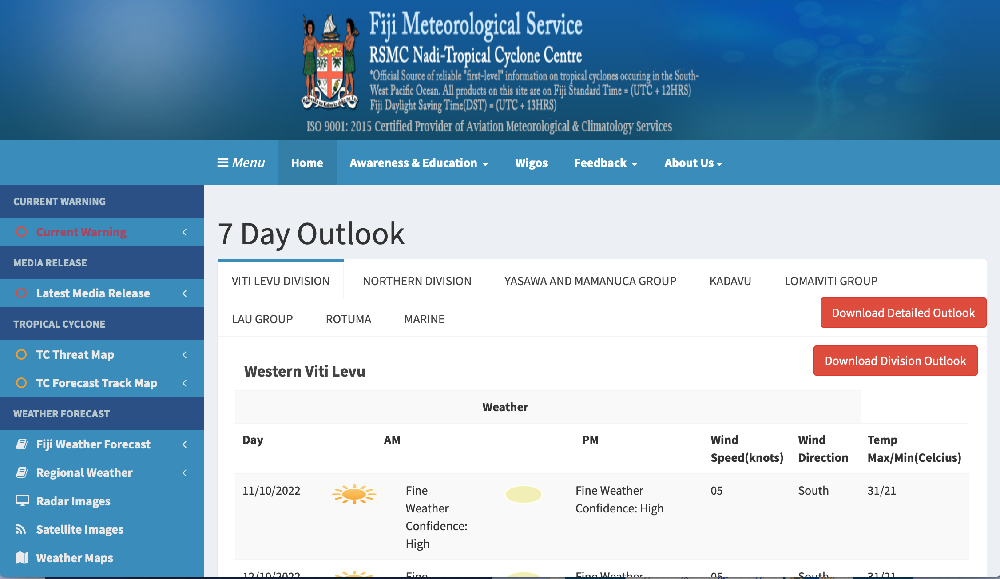 Fiji Meteorological Service
RSMC Nadi-Tropical Cyclone Centre
*Official Source of reliable "first-level" information on tropical cyclones occuring in the South-
West Pacific Ocean. All products on this site are on Fiji Standard Time = (UTC + 12HRS)
Fiji Daylight Saving Time(DST) = (UTC + 13HRS)
ISO 9001: 2015 Certified Provider of Aviation Meteorological & Climatology Services
Menu Home Awareness & Education Wigos Feedback About Us
CURRENT WARNING
Current Warning
MEDIA RELEASE
Latest Media Release
TROPICAL CYCLONE
TC Threat Map
TC Forecast Track Map
WEATHER FORECAST
Fiji Weather Forecast
Regional Weather
Radar Images
Satellite Images
Weather Maps
7 Day Outlook
VITI LEVU DIVISION NORTHERN DIVISION YASAWA AND MAMANUCA GROUP KADAVU LOMAIVITI GROUP
LAU GROUP ROTUMA MARINE
Download Detailed Outlook
Download Division Outlook
Western Viti Levu
Weather
Day AM PM Wind Wind Temp
Speed(knots) Direction Max/Min(Celcius)
11/10/2022 Fine Fine Weather 05 South 31/21
Weather Confidence: High
Confidence:
High
12/10/2022 Fine Fine Weather 05 South 31/21